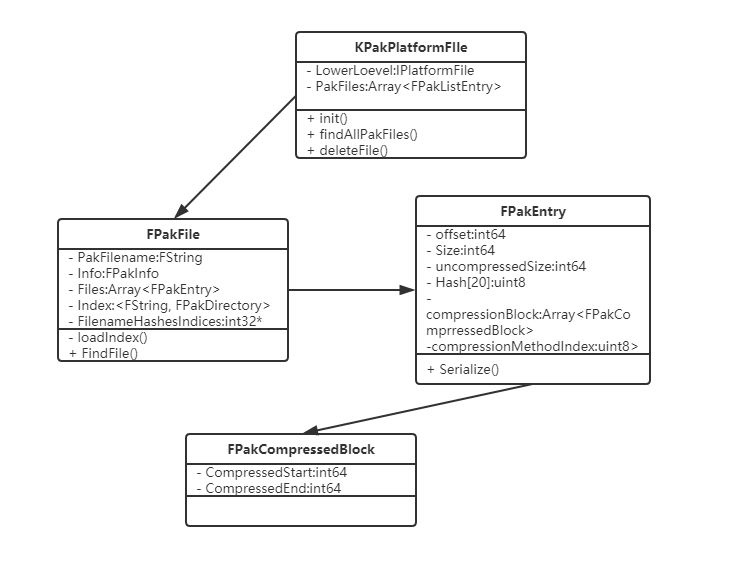 KPakPlatformFIle
- LowerLoevel:IPlatformFIle
- PakFiles:Array<FPakListEntry>
+ init()
+ findAllPakFiles()
+ deleteFile()
FPakFile
- PakFilename:FString
- Info:FPakInfo
- Files:Array<FPakEntry>
- Index:<FString, FPakDirectory>
- FilenameHashesIndices:int32*
- loadIndex()
+ FindFile()
FPakEntry
- offset:int64
- Size:int64
- uncompressedSize:int64
- Hash[20]:uint8
-
compressionBlock:Array<FPakCo
mprressedBlock>
-compressionMethodIndex:uint8>
+ Serialize()
FPakCompressedBlock
- CompressedStart:int64
- CompressedEnd:int64